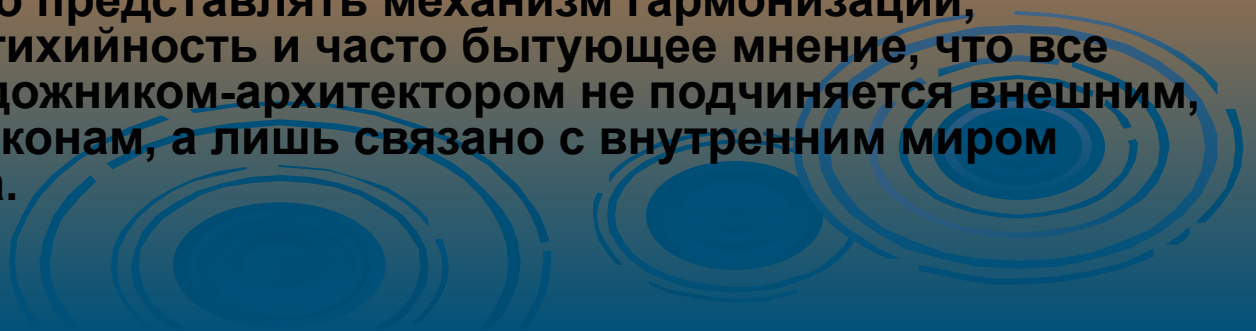 представлять механизм гармонизации,
тихийность и часто бытующее мнение, что все
дожником-архитектором не подчиняется внешним,
конам, а лишь связано с внутренним миром
а.